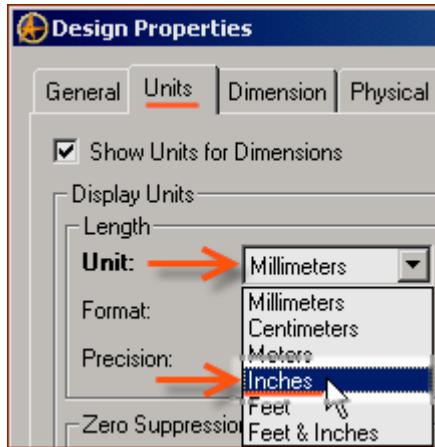 Design Properties
General Units Dimension Physical
Show Units for Dimensions
Display Units
Length
Unit: Millimeters
Format: Millimeters
Centimeters
Precision: Meters
Inches
Feet
Zero Suppressio Feet & Inches